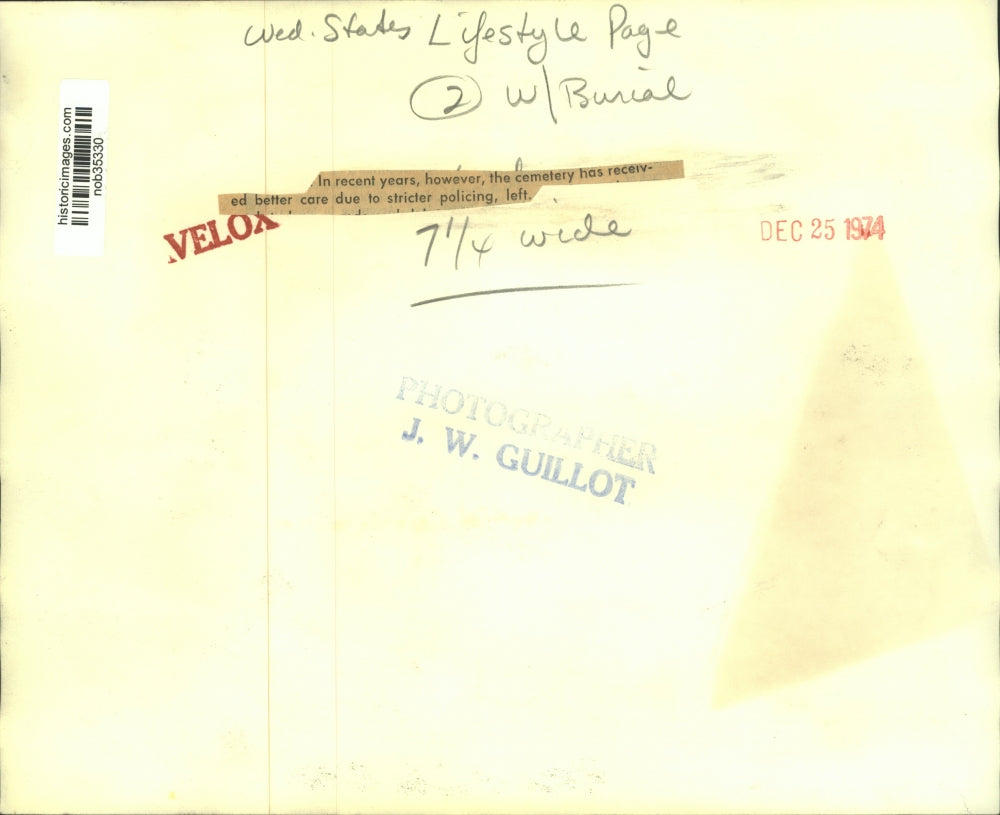 Wed. States Lifestyle Page
2 w/Burial
historicimages.com
nob35330
In recent years, however, the cemetery has receiv-
ed better care due to stricter policing, left.
VELOX
7 1/4 wide
DEC 25 1974
PHOTOGRAPHER
J. W. GUILLOT